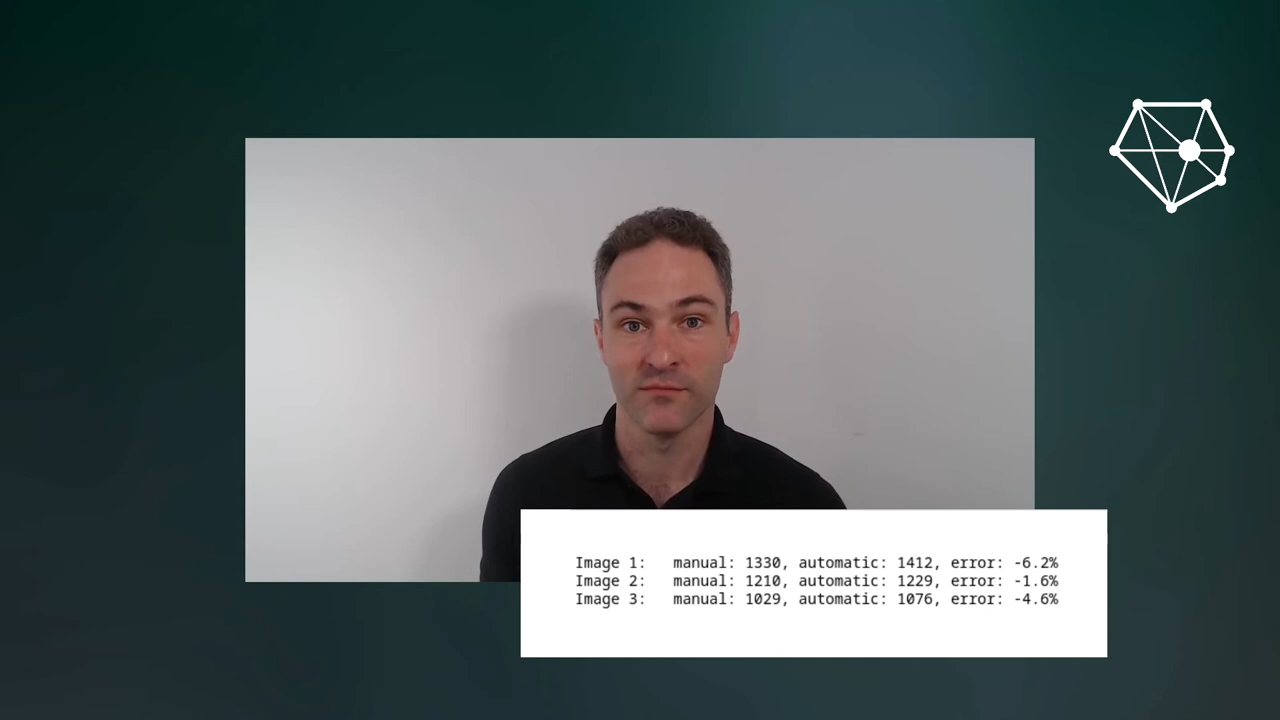 Image 1:   manual: 1330, automatic: 1412, error: -6.2%
Image 2:   manual: 1210, automatic: 1229, error: -1.6%
Image 3:   manual: 1029, automatic: 1076, error: -4.6%